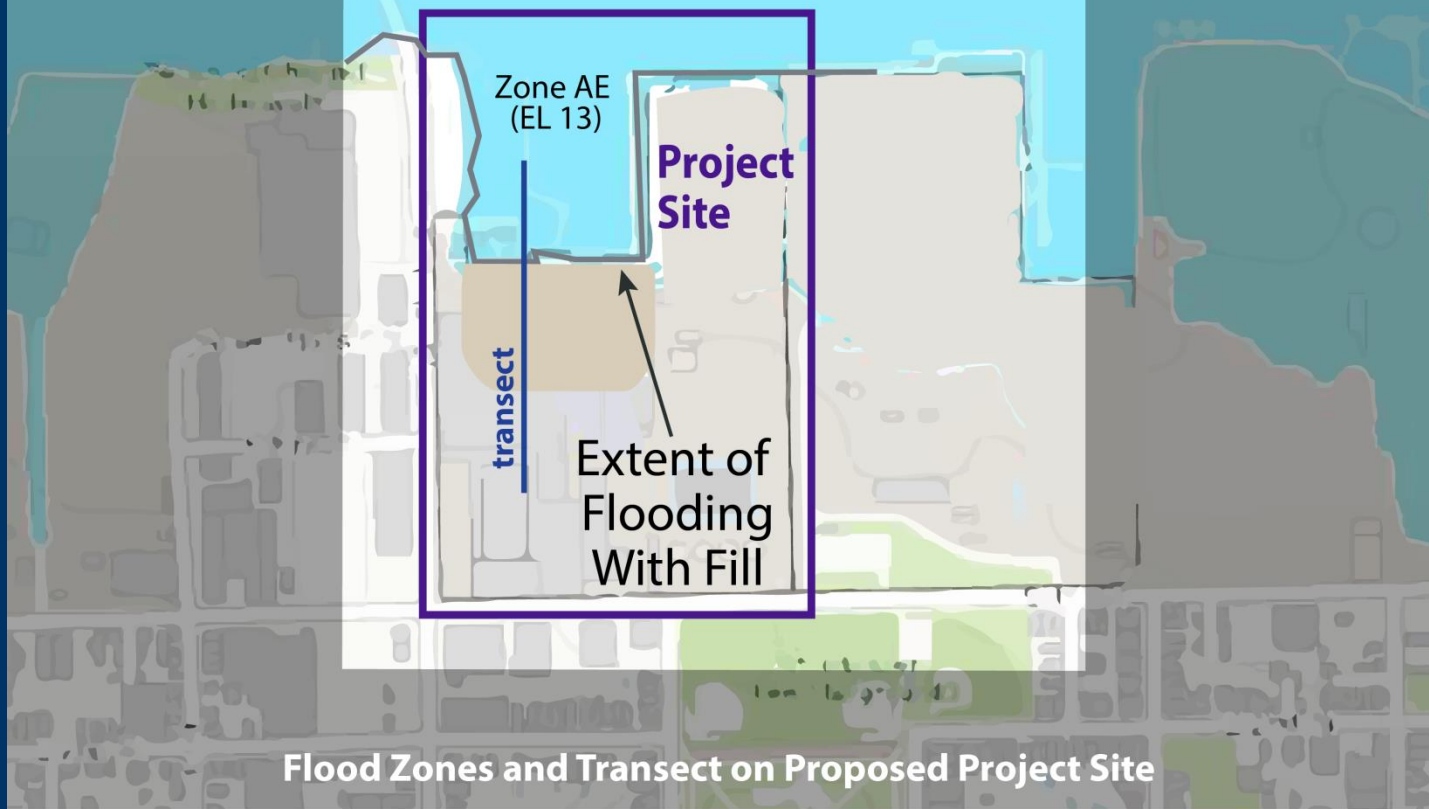 Zone AE
(EL 13)
Project
Site
transect
Extent of
Flooding
With Fill
Flood Zones and Transect on Proposed Project Site